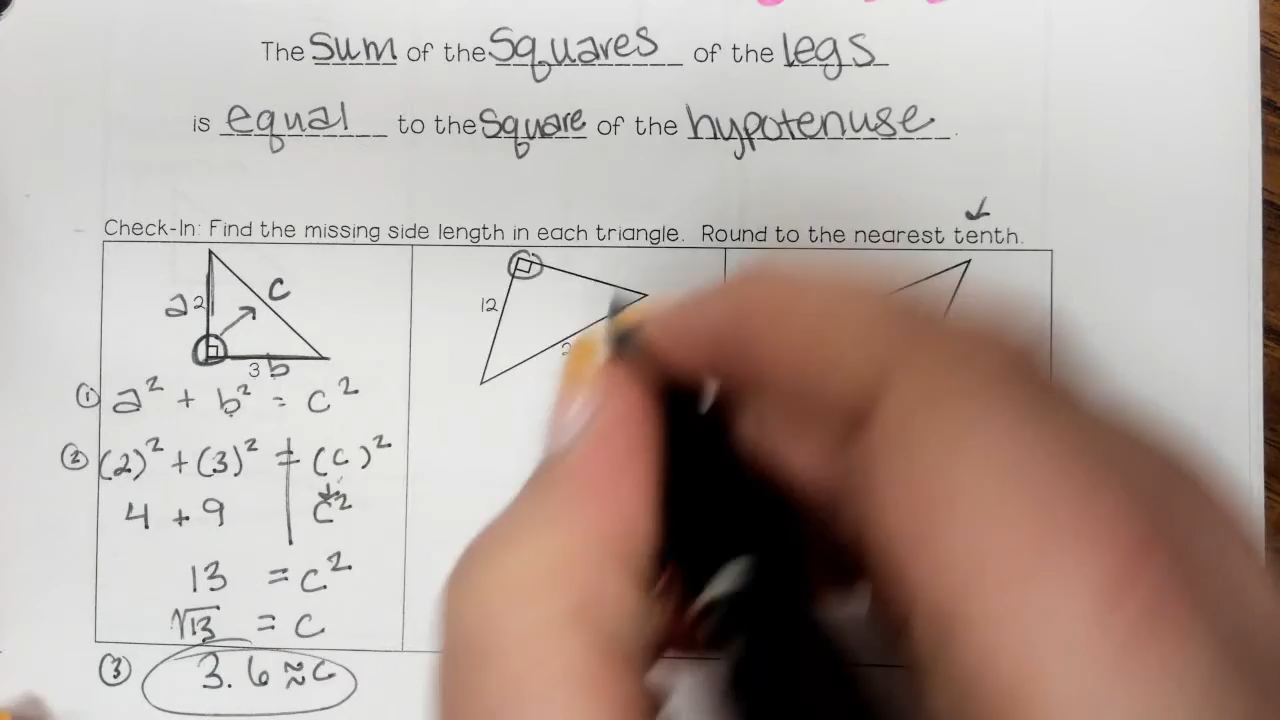 The Sum of the Squares of the legs
is equal to the Square of the hypotenuse.
Check-In: Find the missing side length in each triangle. Round to the nearest tenth.
a 2 c
3 b
① a² + b² = c²
② (2)² + (3)² = (c)²
4 + 9 c²
13 = c²
√13 = c
③ 3.6 ≈ c
12